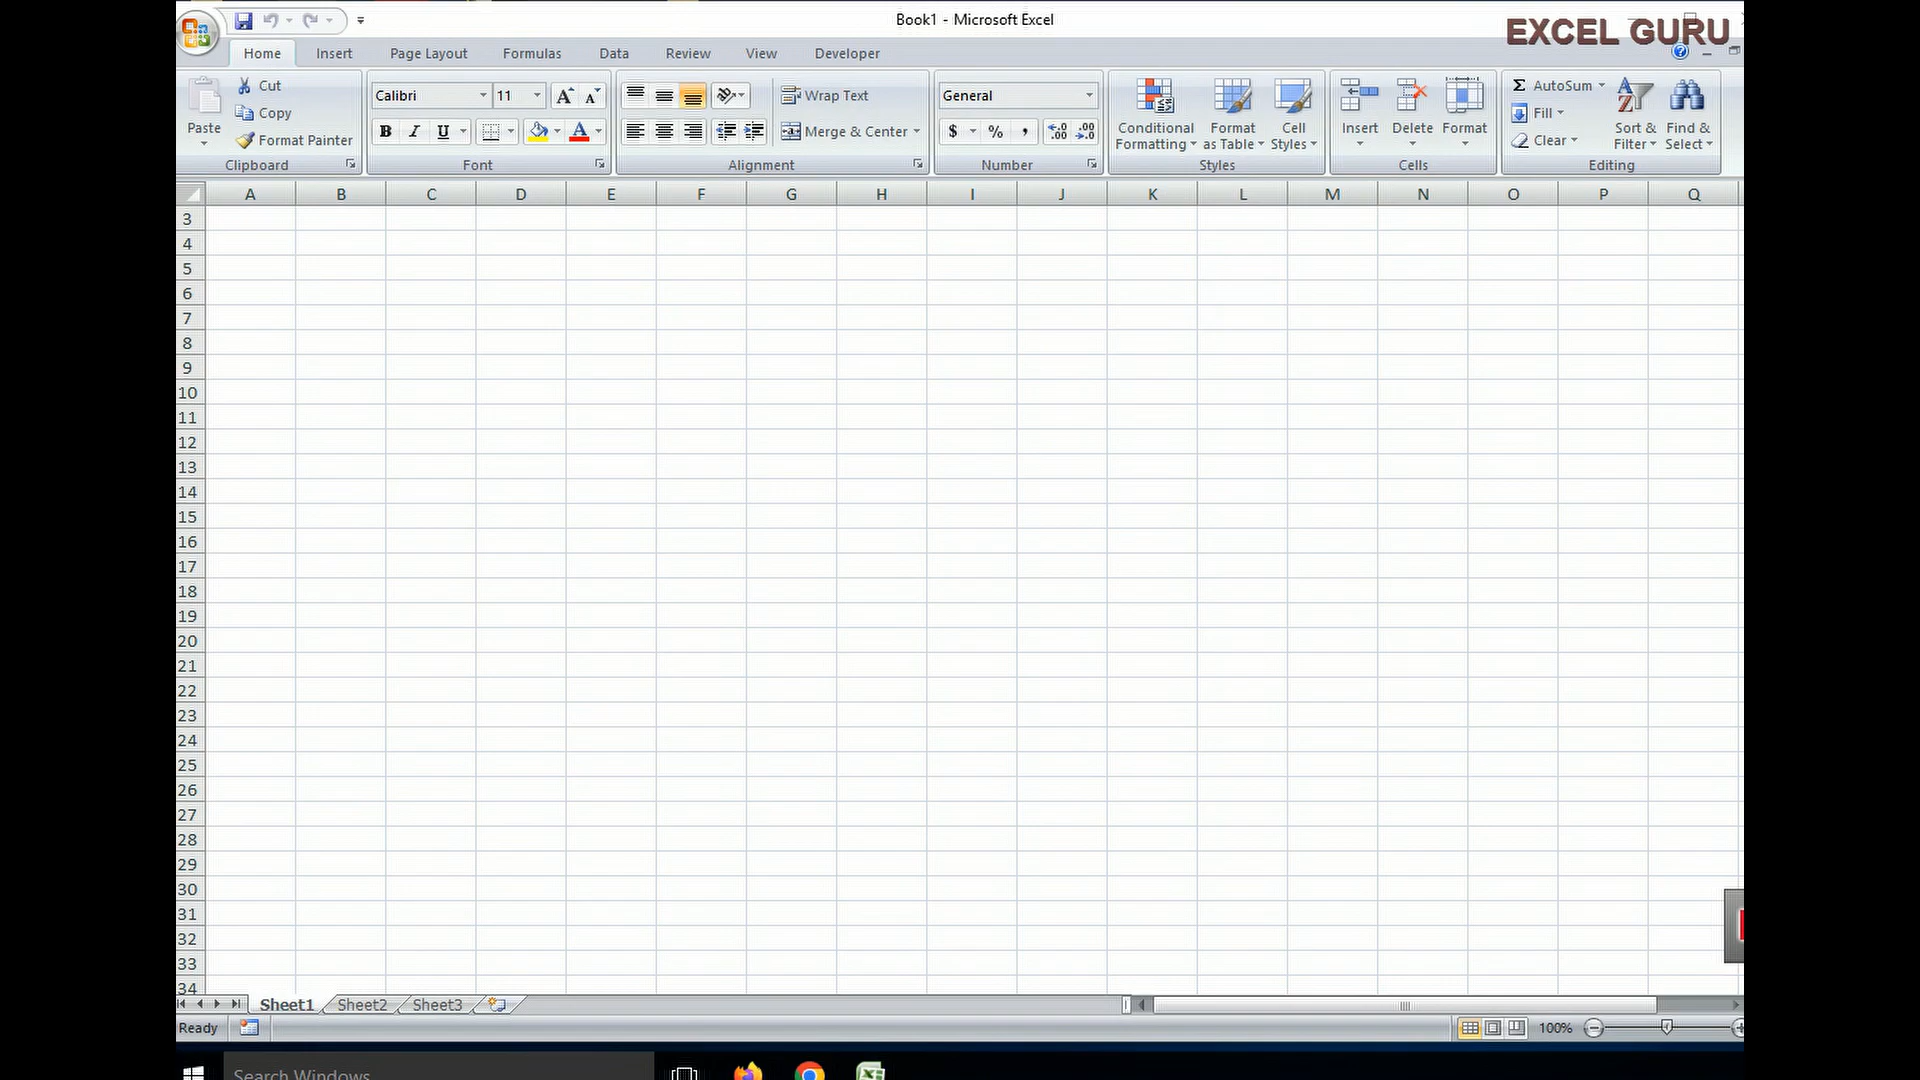 Book1 - Microsoft Excel
EXCEL GURU
Home Insert Page Layout Formulas Data Review View Developer
Paste
Cut
Copy
Format Painter
Clipboard
Calibri 11
B I U
Font
Wrap Text
Merge & Center
Alignment
General
$ % ,
Number
Conditional Formatting
Format as Table
Cell Styles
Styles
Insert Delete Format
Cells
Σ AutoSum
Fill
Clear
Sort & Filter
Find & Select
Editing
A B C D E F G H I J K L M N O P Q
3
4
5
6
7
8
9
10
11
12
13
14
15
16
17
18
19
20
21
22
23
24
25
26
27
28
29
30
31
32
33
34
Sheet1 Sheet2 Sheet3
Ready
100%
Search Windows